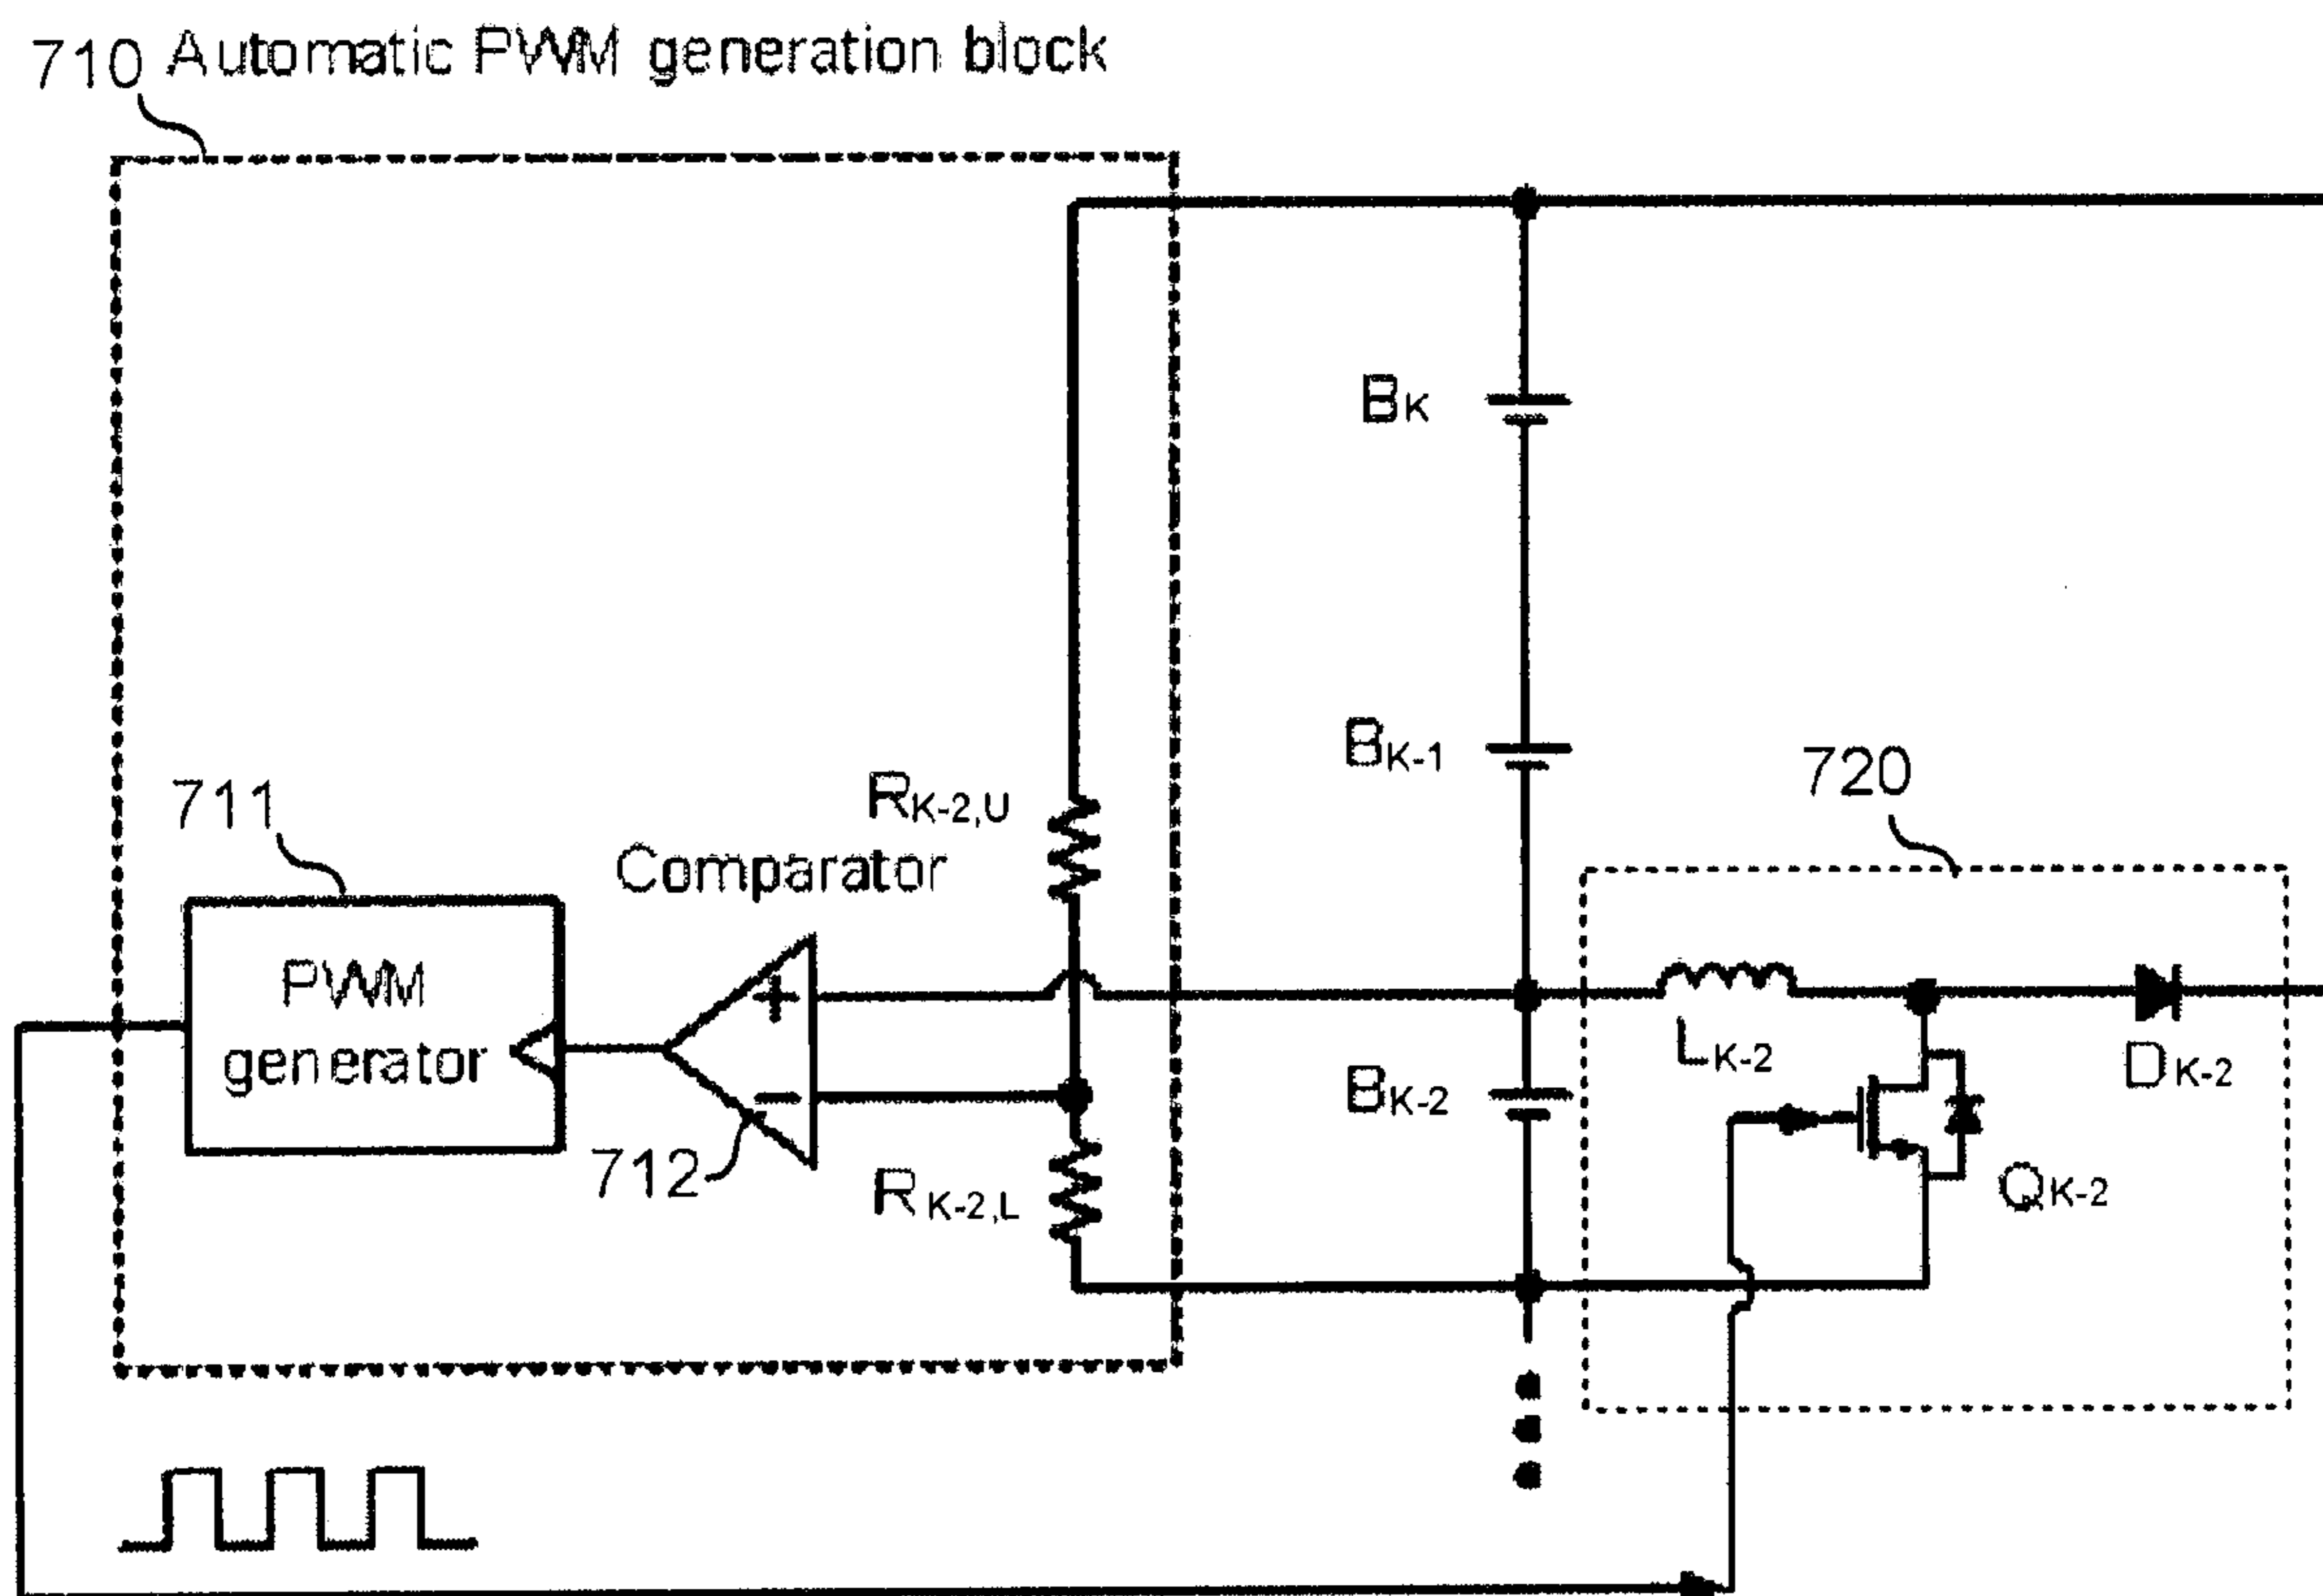 710 Automatic PWM generation block
BK
BK-1
720
711
RK-2,U
Comparator
PWM
generator
+
−
712
RK-2,L
BK-2
LK-2
DK-2
QK-2